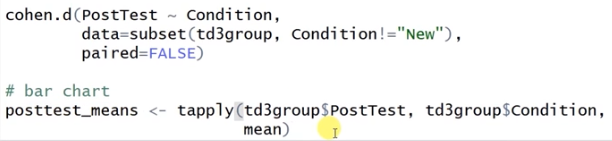 cohen.d(PostTest ~ Condition,
        data=subset(td3group, Condition!="New"),
        paired=FALSE)
# bar chart
posttest_means <- tapply(td3group$PostTest, td3group$Condition,
                         mean)